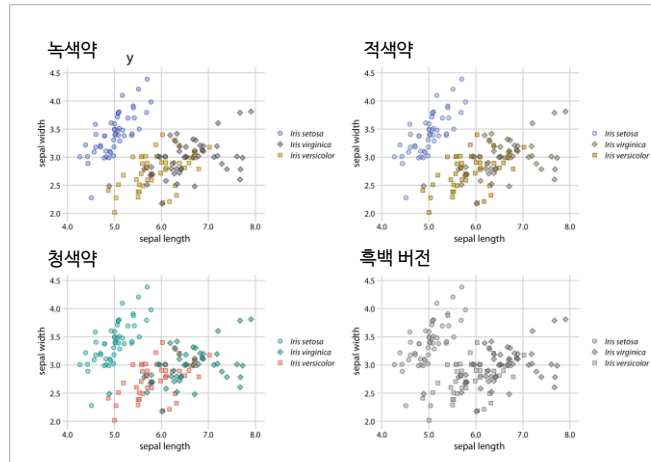 녹색약
y
4.5
4.0
3.5
3.0
2.5
2.0
sepal width
4.0 5.0 6.0 7.0 8.0
sepal length
Iris setosa
Iris virginica
Iris versicolor
적색약
4.5
4.0
3.5
3.0
2.5
2.0
sepal width
4.0 5.0 6.0 7.0 8.0
sepal length
Iris setosa
Iris virginica
Iris versicolor
청색약
4.5
4.0
3.5
3.0
2.5
2.0
sepal width
4.0 5.0 6.0 7.0 8.0
sepal length
Iris setosa
Iris virginica
Iris versicolor
흑백 버전
4.5
4.0
3.5
3.0
2.5
2.0
sepal width
4.0 5.0 6.0 7.0 8.0
sepal length
Iris setosa
Iris virginica
Iris versicolor